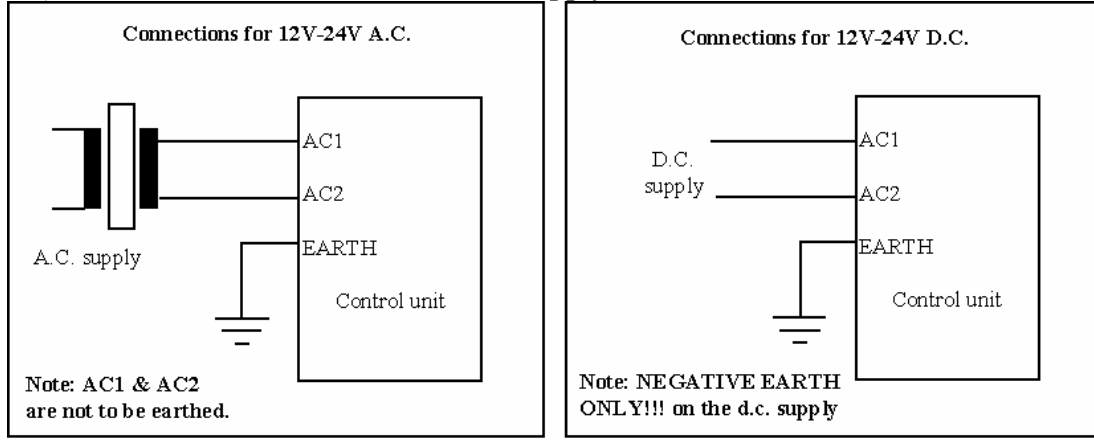 Connections for 12V-24V A.C.
AC1
AC2
EARTH
A.C. supply
Control unit
Note: AC1 & AC2
are not to be earthed.
Connections for 12V-24V D.C.
D.C.
supply
AC1
AC2
EARTH
Control unit
Note: NEGATIVE EARTH
ONLY!!! on the d.c. supply